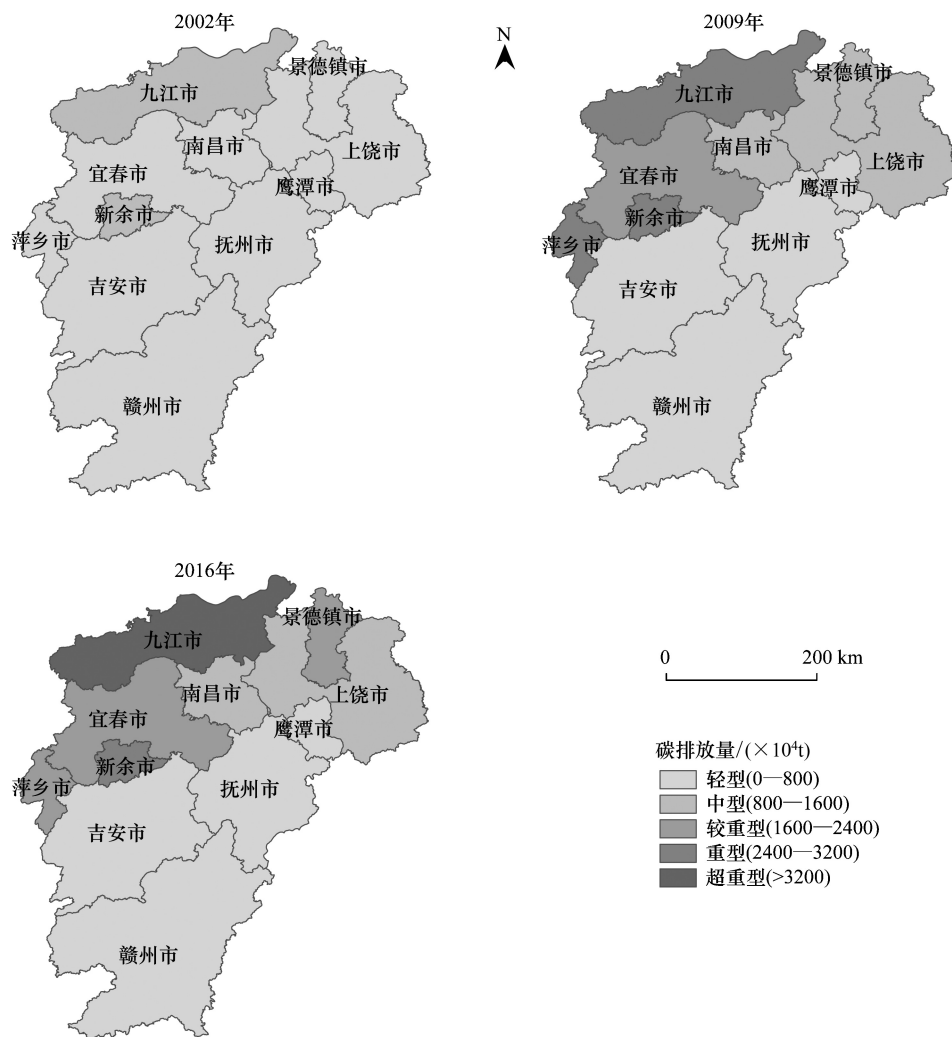 2002年
景德镇市
九江市
南昌市
上饶市
宜春市
鹰潭市
新余市
萍乡市
抚州市
吉安市
赣州市
N
2009年
景德镇市
九江市
南昌市
上饶市
宜春市
鹰潭市
新余市
萍乡市
抚州市
吉安市
赣州市
2016年
景德镇市
九江市
南昌市
上饶市
宜春市
鹰潭市
新余市
萍乡市
抚州市
吉安市
赣州市
0 200 km
碳排放量/(×10⁴t)
轻型(0—800)
中型(800—1600)
较重型(1600—2400)
重型(2400—3200)
超重型(>3200)